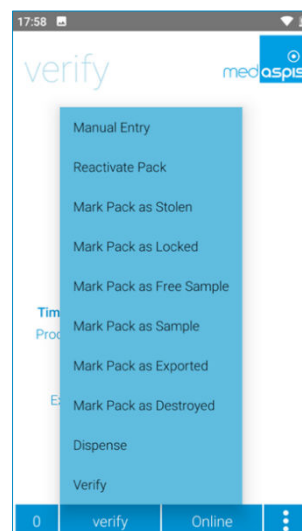 17:58
verify
medaspis
Manual Entry
Reactivate Pack
Mark Pack as Stolen
Mark Pack as Locked
Mark Pack as Free Sample
Tim
Mark Pack as Sample
Proc
Mark Pack as Exported
E
Mark Pack as Destroyed
Dispense
Verify
0 verify Online